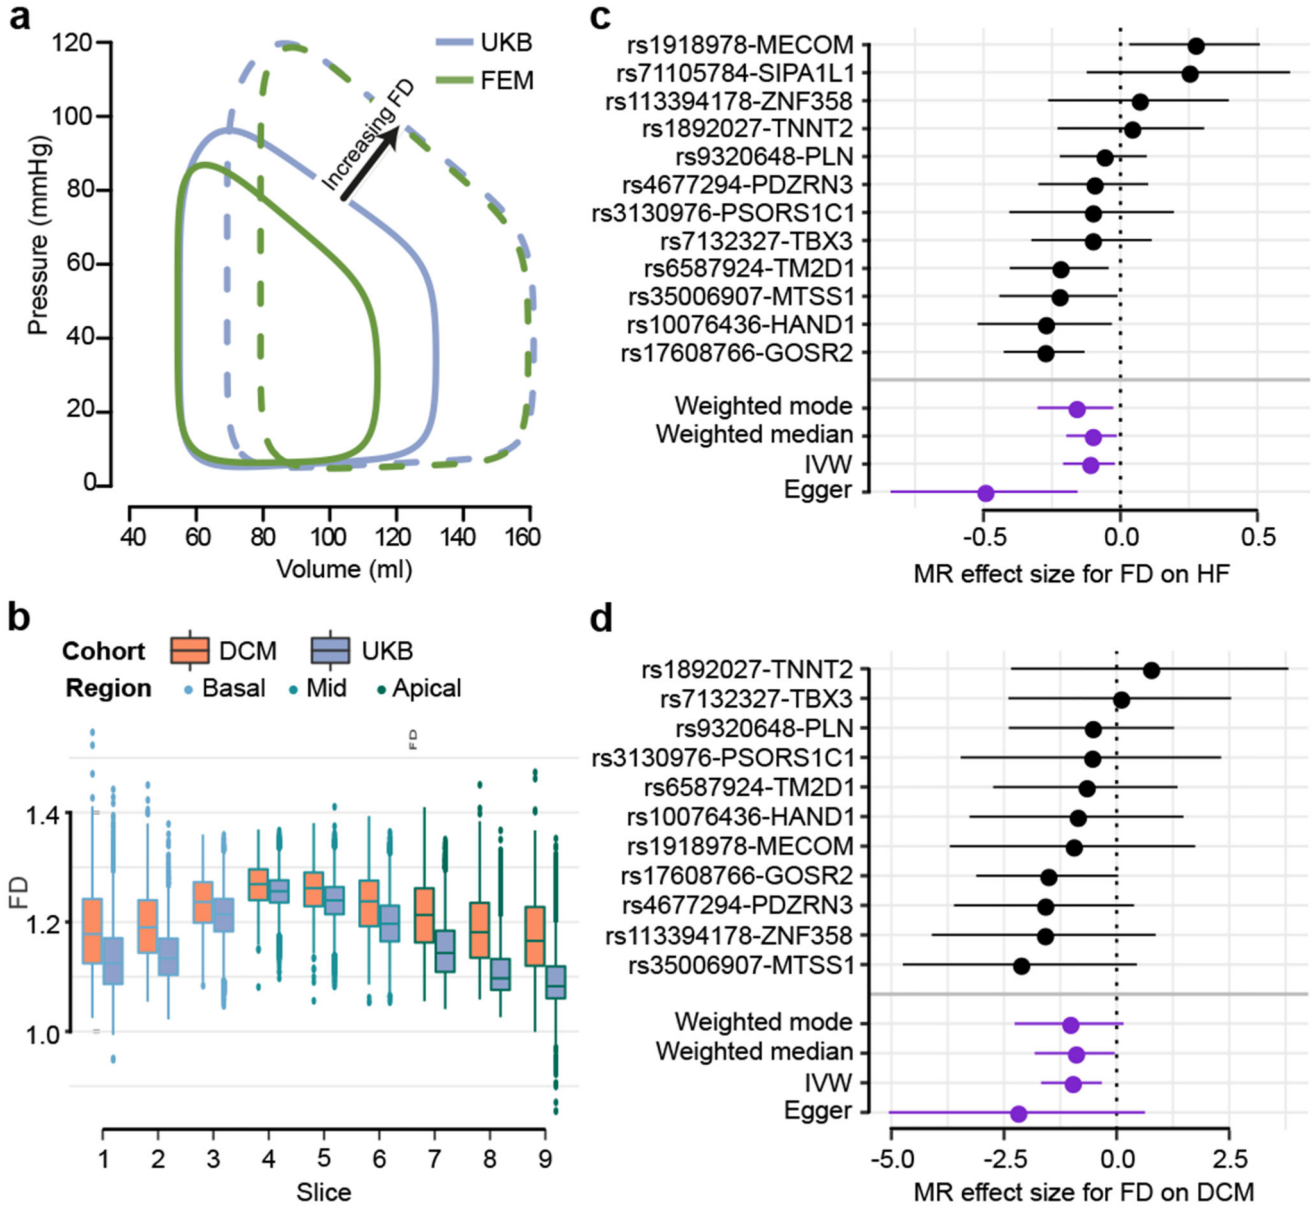 a
120
100
80
60
40
20
0
Pressure (mmHg)
UKB
FEM
Increasing FD
40 60 80 100 120 140 160
Volume (ml)
b
Cohort DCM UKB
Region Basal Mid Apical
FD
1.4
1.2
1.0
FD
1 2 3 4 5 6 7 8 9
Slice
c
rs1918978-MECOM
rs71105784-SIPA1L1
rs113394178-ZNF358
rs1892027-TNNT2
rs9320648-PLN
rs4677294-PDZRN3
rs3130976-PSORS1C1
rs7132327-TBX3
rs6587924-TM2D1
rs35006907-MTSS1
rs10076436-HAND1
rs17608766-GOSR2
Weighted mode
Weighted median
IVW
Egger
-0.5 0.0 0.5
MR effect size for FD on HF
d
rs1892027-TNNT2
rs7132327-TBX3
rs9320648-PLN
rs3130976-PSORS1C1
rs6587924-TM2D1
rs10076436-HAND1
rs1918978-MECOM
rs17608766-GOSR2
rs4677294-PDZRN3
rs113394178-ZNF358
rs35006907-MTSS1
Weighted mode
Weighted median
IVW
Egger
-5.0 -2.5 0.0 2.5
MR effect size for FD on DCM